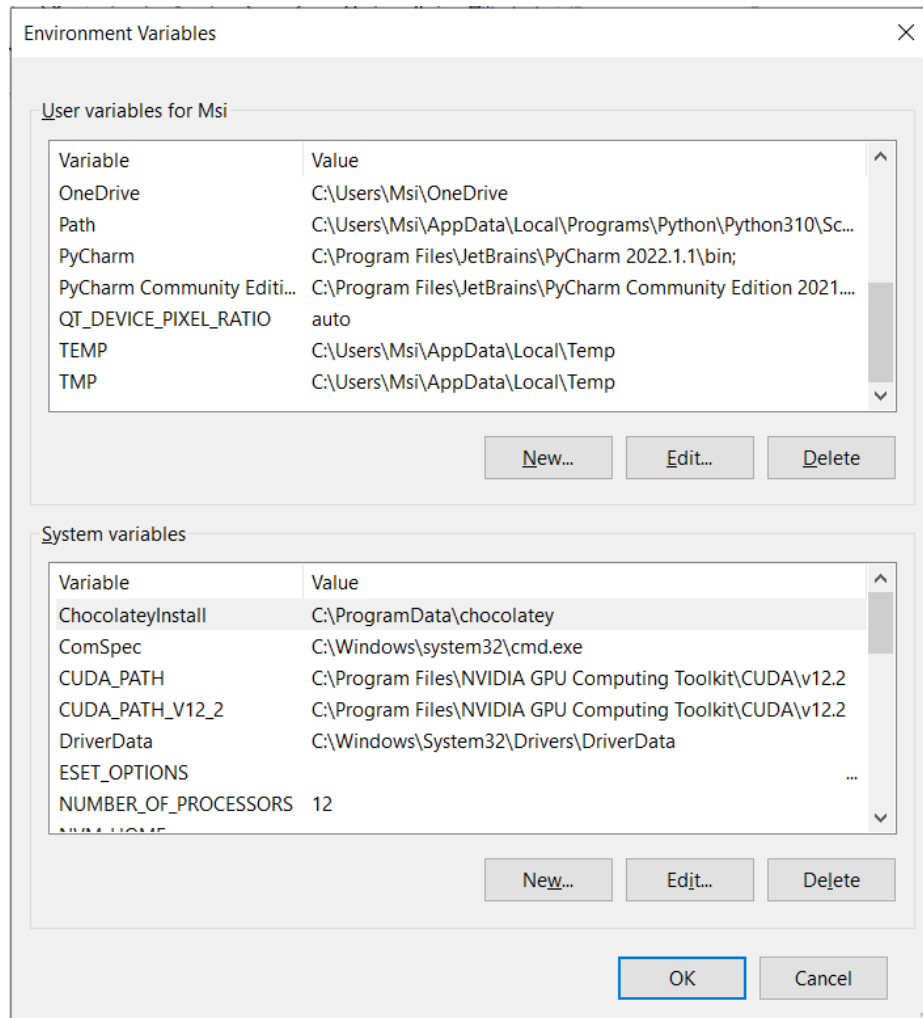 Environment Variables
User variables for Msi
Variable Value
OneDrive C:\Users\Msi\OneDrive
Path C:\Users\Msi\AppData\Local\Programs\Python\Python310\Sc...
PyCharm C:\Program Files\JetBrains\PyCharm 2022.1.1\bin;
PyCharm Community Editi... C:\Program Files\JetBrains\PyCharm Community Edition 2021....
QT_DEVICE_PIXEL_RATIO auto
TEMP C:\Users\Msi\AppData\Local\Temp
TMP C:\Users\Msi\AppData\Local\Temp
New... Edit... Delete
System variables
Variable Value
ChocolateyInstall C:\ProgramData\chocolatey
ComSpec C:\Windows\system32\cmd.exe
CUDA_PATH C:\Program Files\NVIDIA GPU Computing Toolkit\CUDA\v12.2
CUDA_PATH_V12_2 C:\Program Files\NVIDIA GPU Computing Toolkit\CUDA\v12.2
DriverData C:\Windows\System32\Drivers\DriverData
ESET_OPTIONS ...
NUMBER_OF_PROCESSORS 12
New... Edit... Delete
OK Cancel